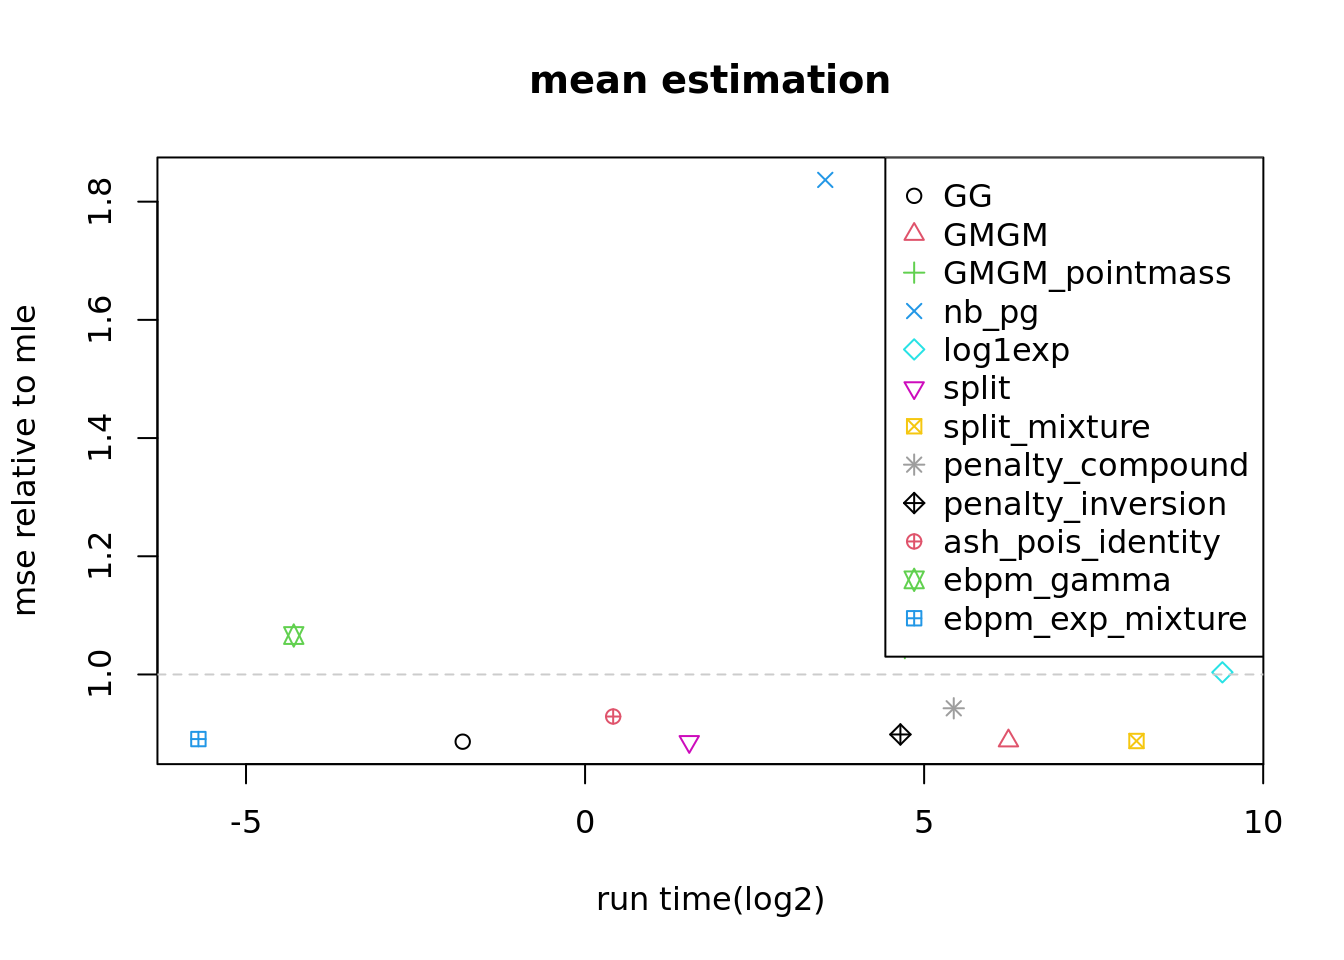 mean estimation
mse relative to mle
1.8
1.6
1.4
1.2
1.0
GG
GMGM
GMGM_pointmass
nb_pg
log1exp
split
split_mixture
penalty_compound
penalty_inversion
ash_pois_identity
ebpm_gamma
ebpm_exp_mixture
-5 0 5 10
run time(log2)